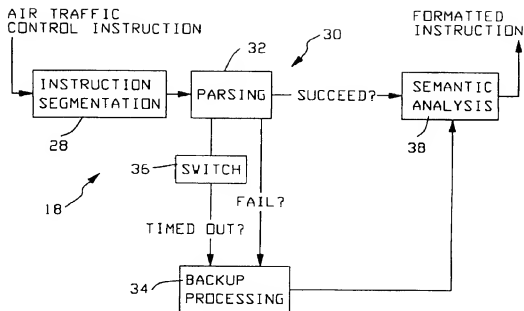 AIR TRAFFIC
CONTROL INSTRUCTION
FORMATTED
INSTRUCTION
32
30
INSTRUCTION
SEGMENTATION
PARSING
SUCCEED?
SEMANTIC
ANALYSIS
28
38
36
SWITCH
18
FAIL?
TIMED OUT?
34
BACKUP
PROCESSING